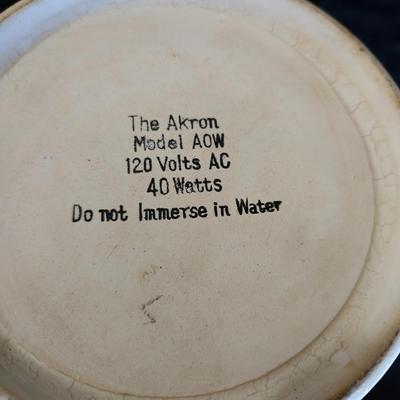 The Akron
Model AOW
120 Volts AC
40 Watts
Do not Immerse in Water